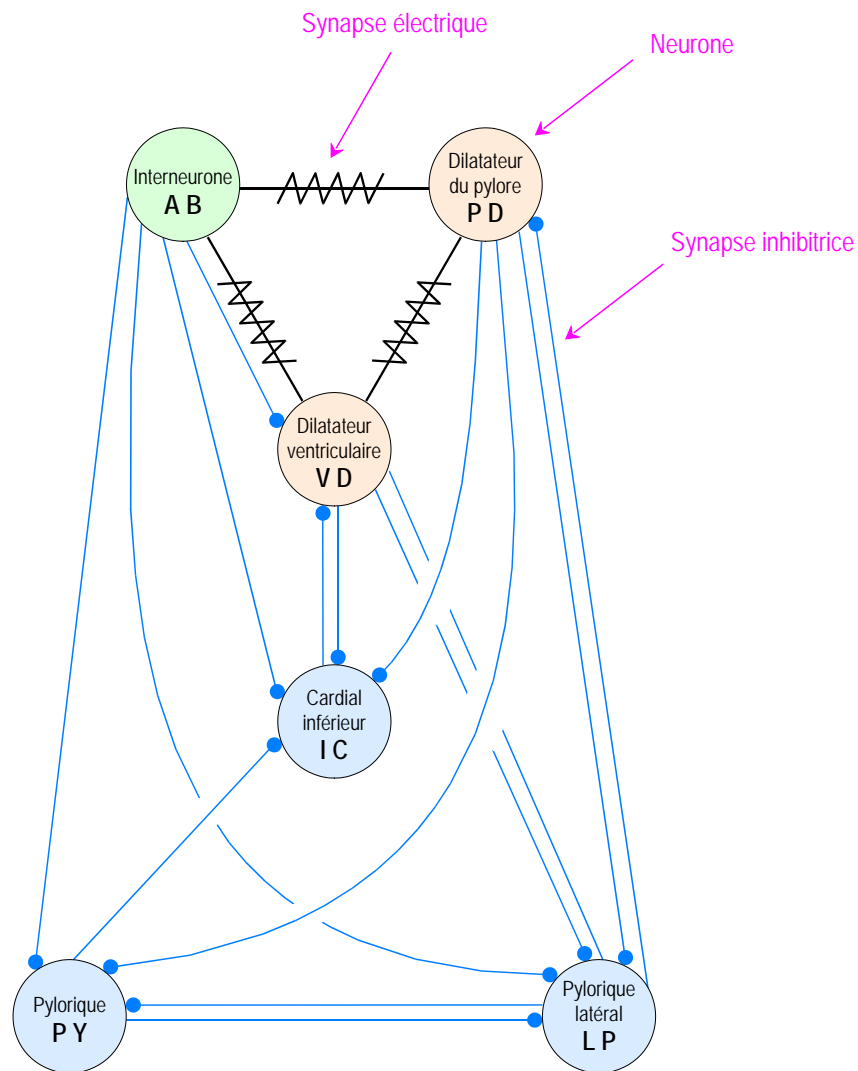 Synapse électrique
Neurone
Interneurone
A B
Dilatateur
du pylore
P D
Synapse inhibitrice
Dilatateur
ventriculaire
V D
Cardial
inférieur
I C
Pylorique
P Y
Pylorique
latéral
L P